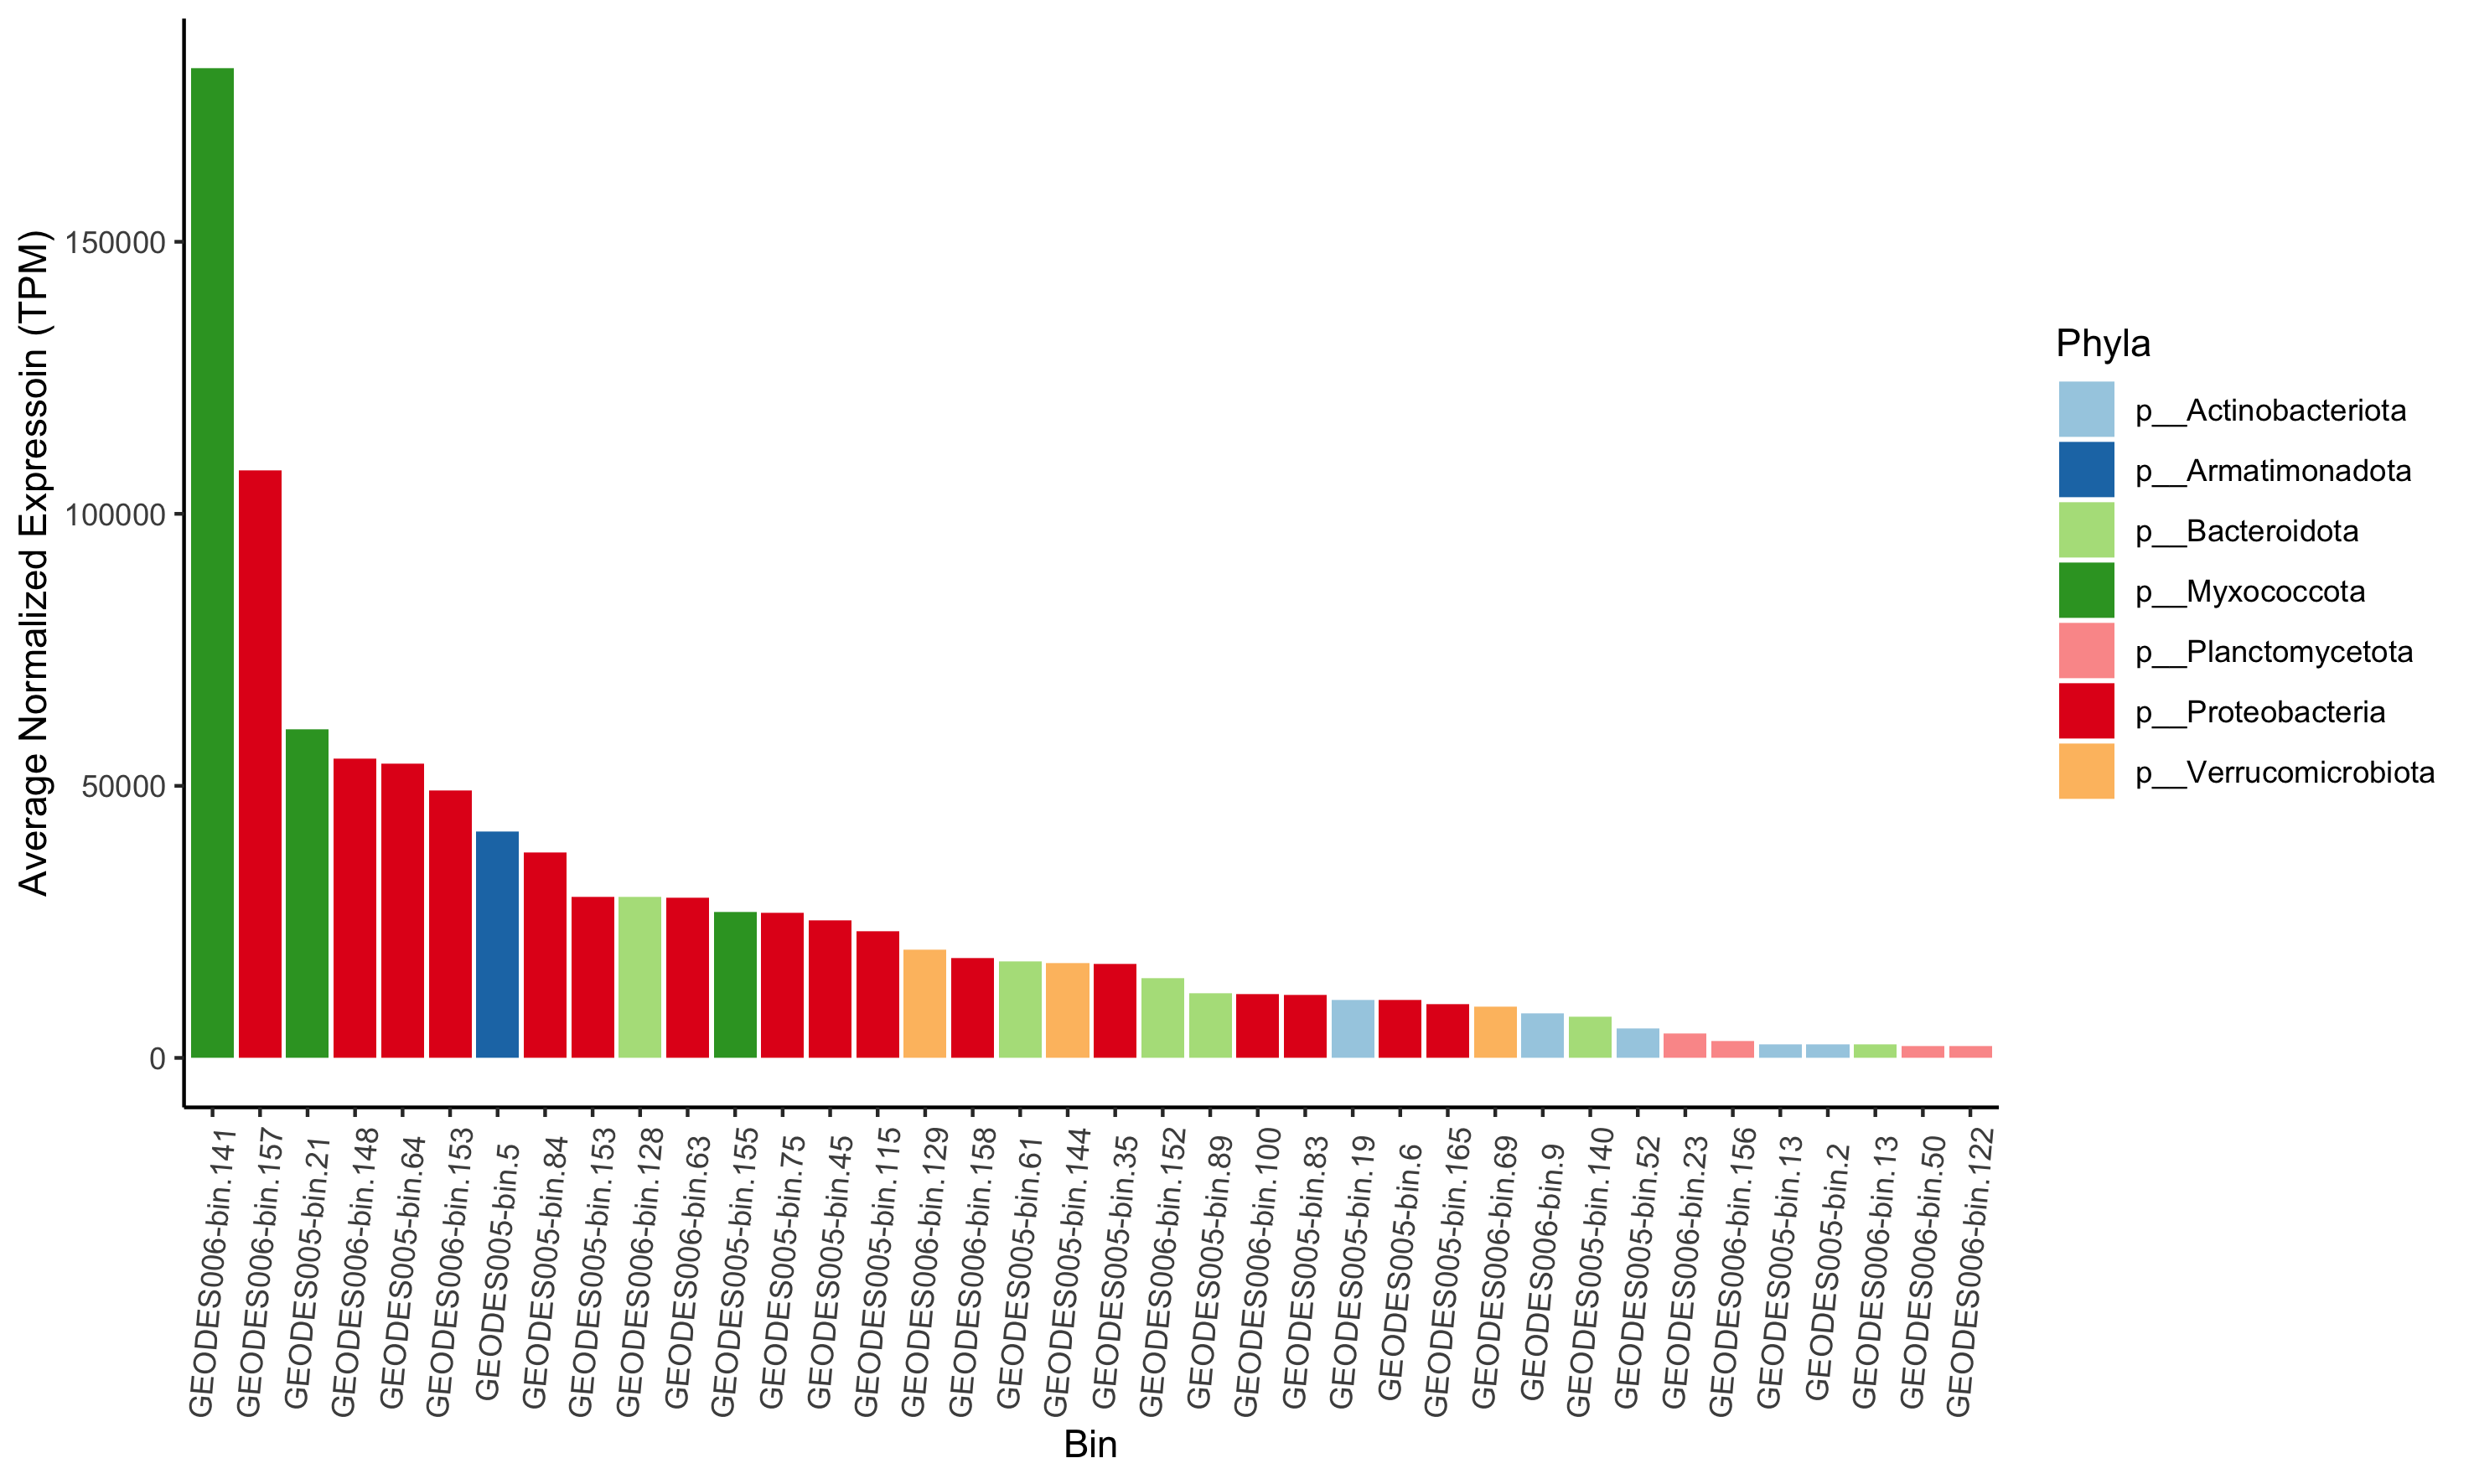 Average Normalized Expressoin (TPM)
150000
100000
50000
0
GEODES006-bin.141
GEODES006-bin.157
GEODES005-bin.21
GEODES006-bin.148
GEODES005-bin.64
GEODES006-bin.153
GEODES005-bin.5
GEODES005-bin.84
GEODES005-bin.153
GEODES006-bin.128
GEODES006-bin.63
GEODES005-bin.155
GEODES005-bin.75
GEODES005-bin.45
GEODES005-bin.115
GEODES006-bin.129
GEODES006-bin.158
GEODES005-bin.61
GEODES005-bin.144
GEODES005-bin.35
GEODES006-bin.152
GEODES005-bin.89
GEODES006-bin.100
GEODES005-bin.83
GEODES005-bin.19
GEODES005-bin.6
GEODES005-bin.165
GEODES006-bin.69
GEODES006-bin.9
GEODES005-bin.140
GEODES005-bin.52
GEODES006-bin.23
GEODES006-bin.156
GEODES005-bin.13
GEODES005-bin.2
GEODES006-bin.13
GEODES006-bin.50
GEODES006-bin.122
Bin
Phyla
p__Actinobacteriota
p__Armatimonadota
p__Bacteroidota
p__Myxococcota
p__Planctomycetota
p__Proteobacteria
p__Verrucomicrobiota